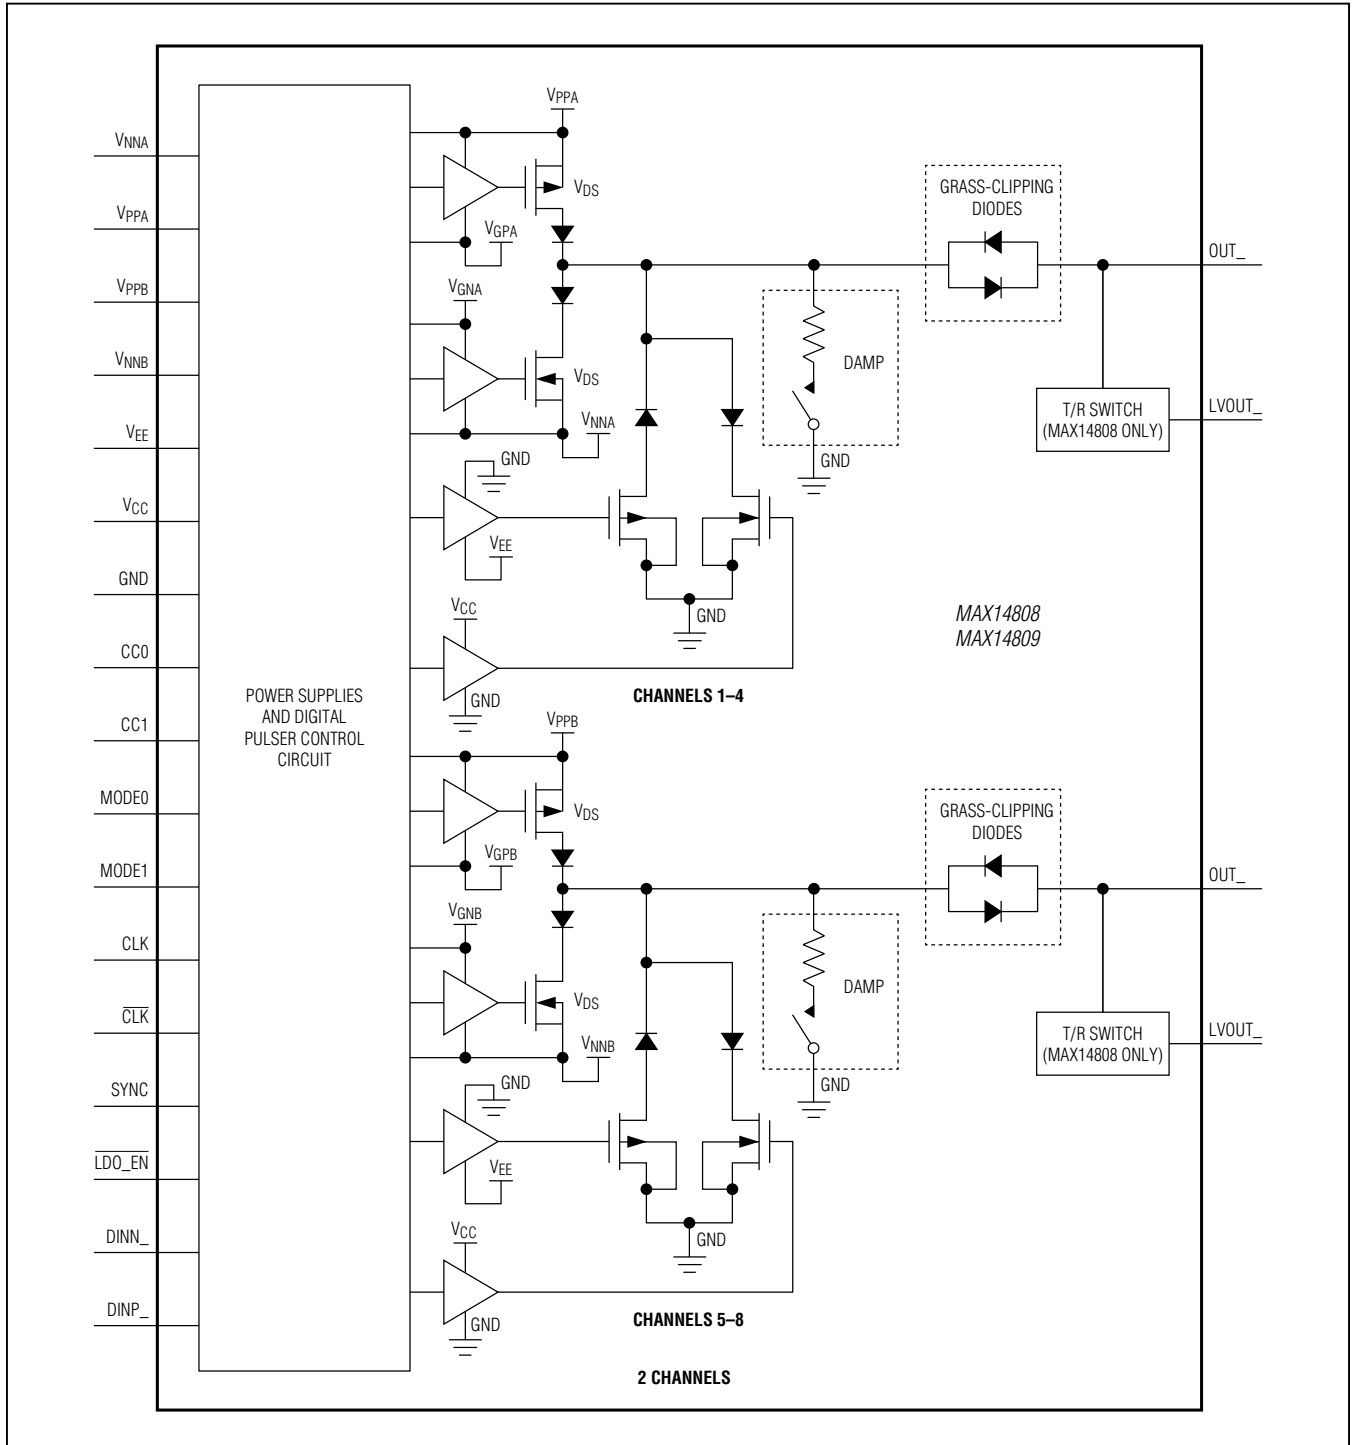 VNNA
VPPA
VPPB
VNNB
VEE
VCC
GND
CC0
CC1
MODE0
MODE1
CLK
C̅L̅K̅
SYNC
L̅D̅O̅_̅E̅N̅
DINN_
DINP_
POWER SUPPLIES
AND DIGITAL
PULSER CONTROL
CIRCUIT
VPPA
VDS
VGPA
VGNA
VDS
VNNA
GND
VEE
VCC
GND
GND
DAMP
GND
GRASS-CLIPPING
DIODES
OUT_
T/R SWITCH
(MAX14808 ONLY)
LVOUT_
MAX14808
MAX14809
CHANNELS 1–4
VPPB
VDS
VGPB
VGNB
VDS
VNNB
GND
VEE
VCC
GND
GND
DAMP
GND
GRASS-CLIPPING
DIODES
OUT_
T/R SWITCH
(MAX14808 ONLY)
LVOUT_
CHANNELS 5–8
2 CHANNELS